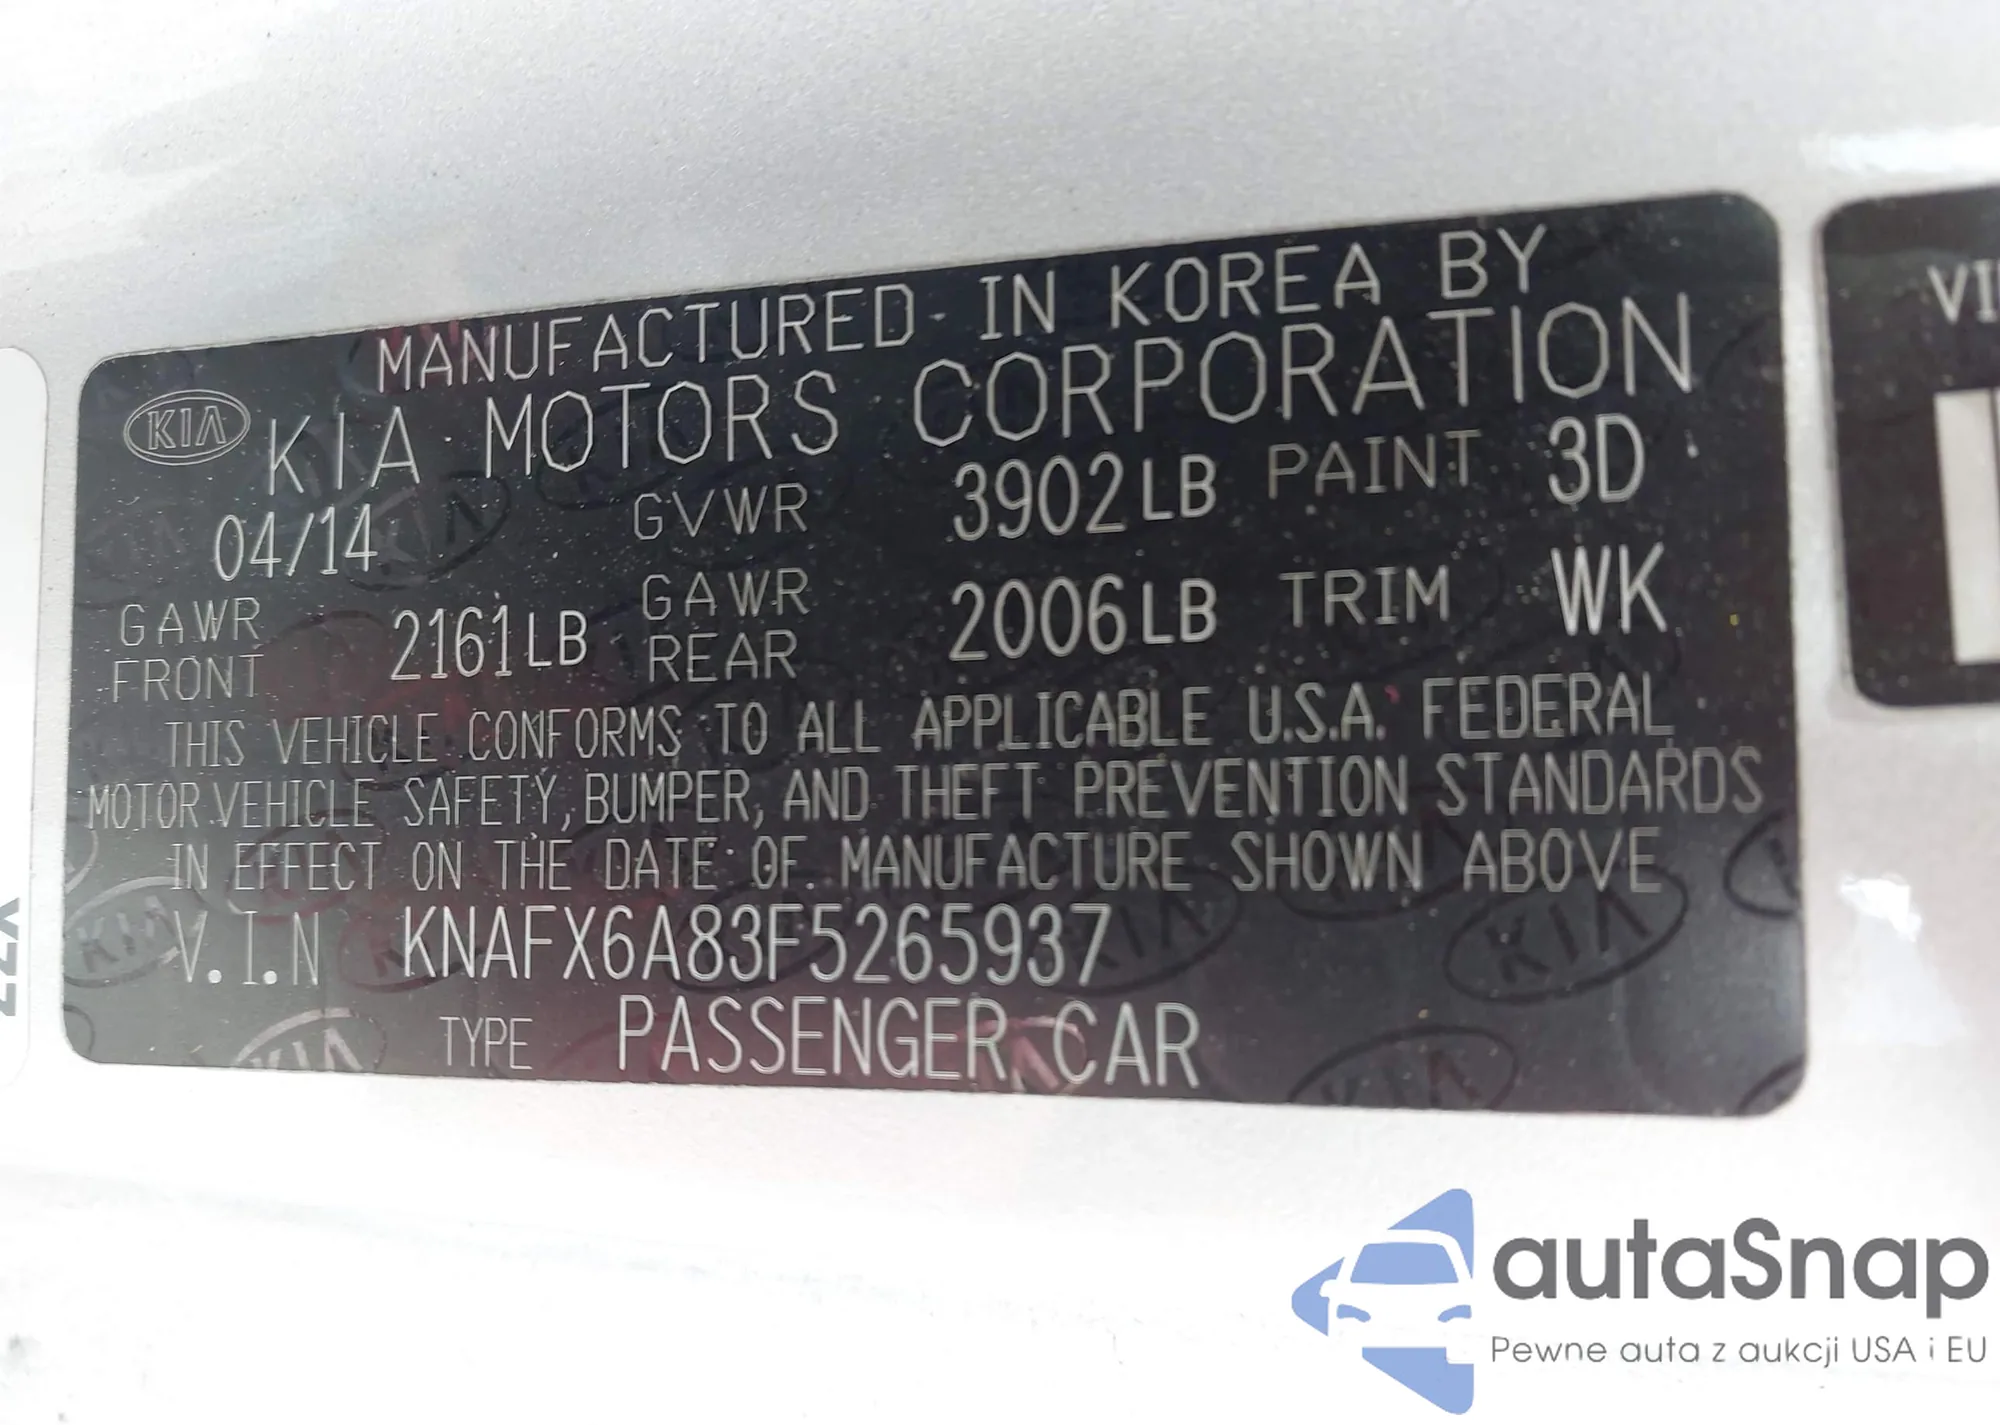 MANUFACTURED IN KOREA BY
KIA KIA MOTORS CORPORATION
04/14 GVWR 3902LB PAINT 3D
GAWR FRONT 2161LB GAWR REAR 2006LB TRIM WK
THIS VEHICLE CONFORMS TO ALL APPLICABLE U.S.A. FEDERAL
MOTOR VEHICLE SAFETY, BUMPER, AND THEFT PREVENTION STANDARDS
IN EFFECT ON THE DATE OF MANUFACTURE SHOWN ABOVE
V.I.N KNAFX6A83F5265937
TYPE PASSENGER CAR
autaSnap
Pewne auta z aukcji USA i EU